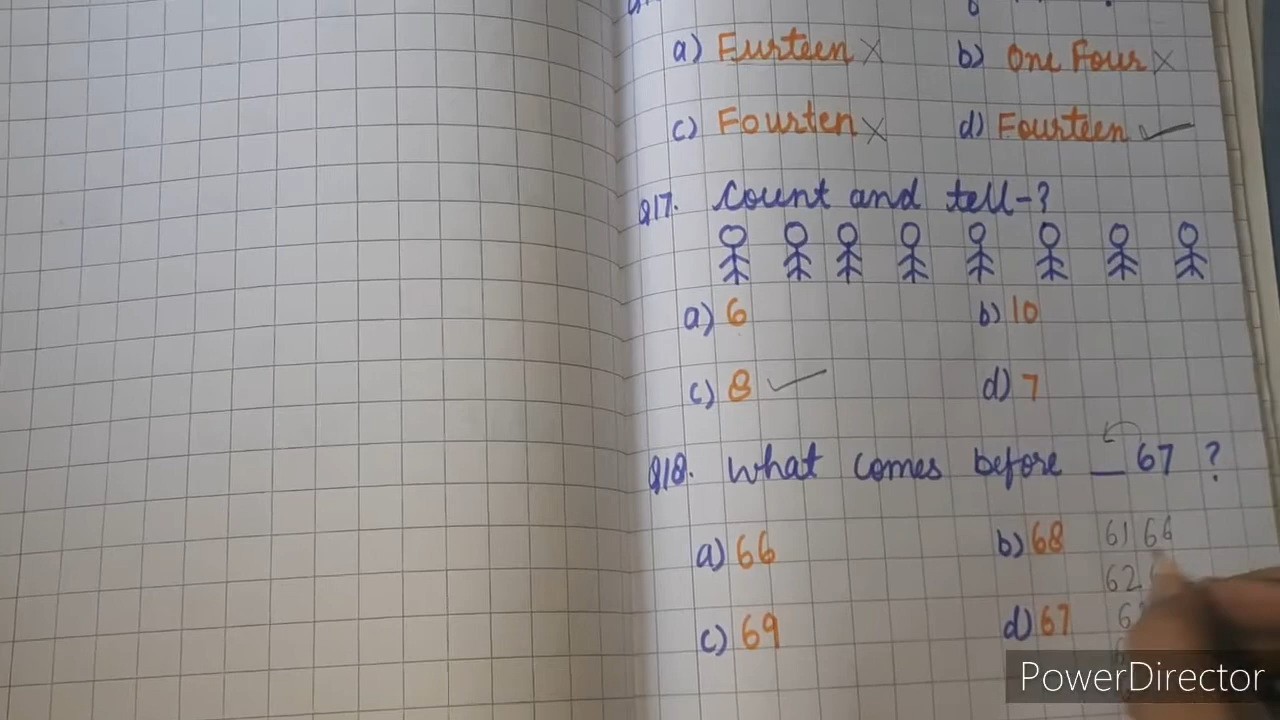 a) Furteen × b) One Four ×
c) Fourten × d) Fourteen ✓
Q17. Count and tell-?
a) 6 b) 10
c) 8 ✓ d) 7
Q18. What comes before _ 67 ?
a) 66 b) 68 61 66
c) 69 d) 67 62
PowerDirector